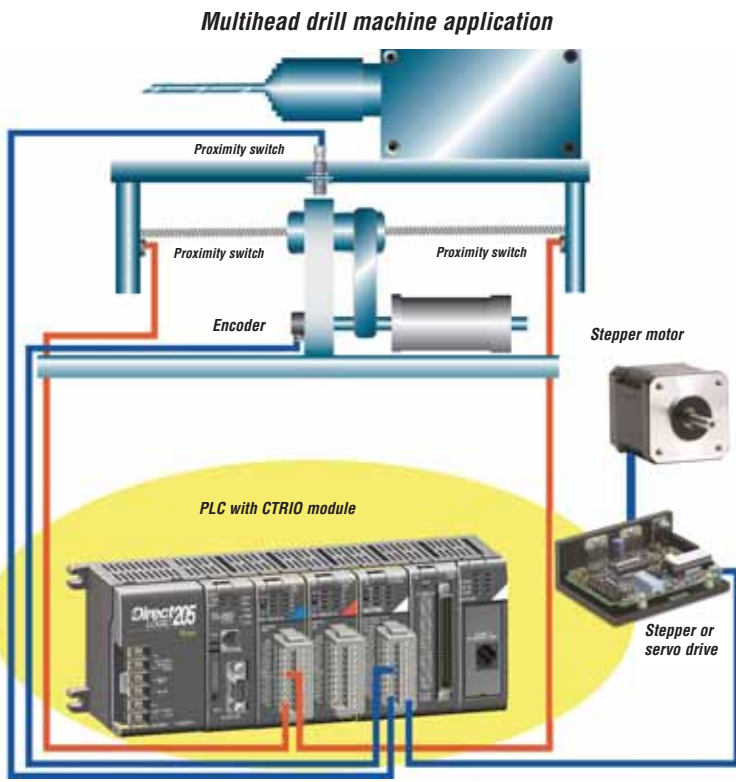 Multihead drill machine application
Proximity switch
Proximity switch
Proximity switch
Encoder
Stepper motor
PLC with CTRIO module
Direct
LOGIC 205
Stepper or
servo drive